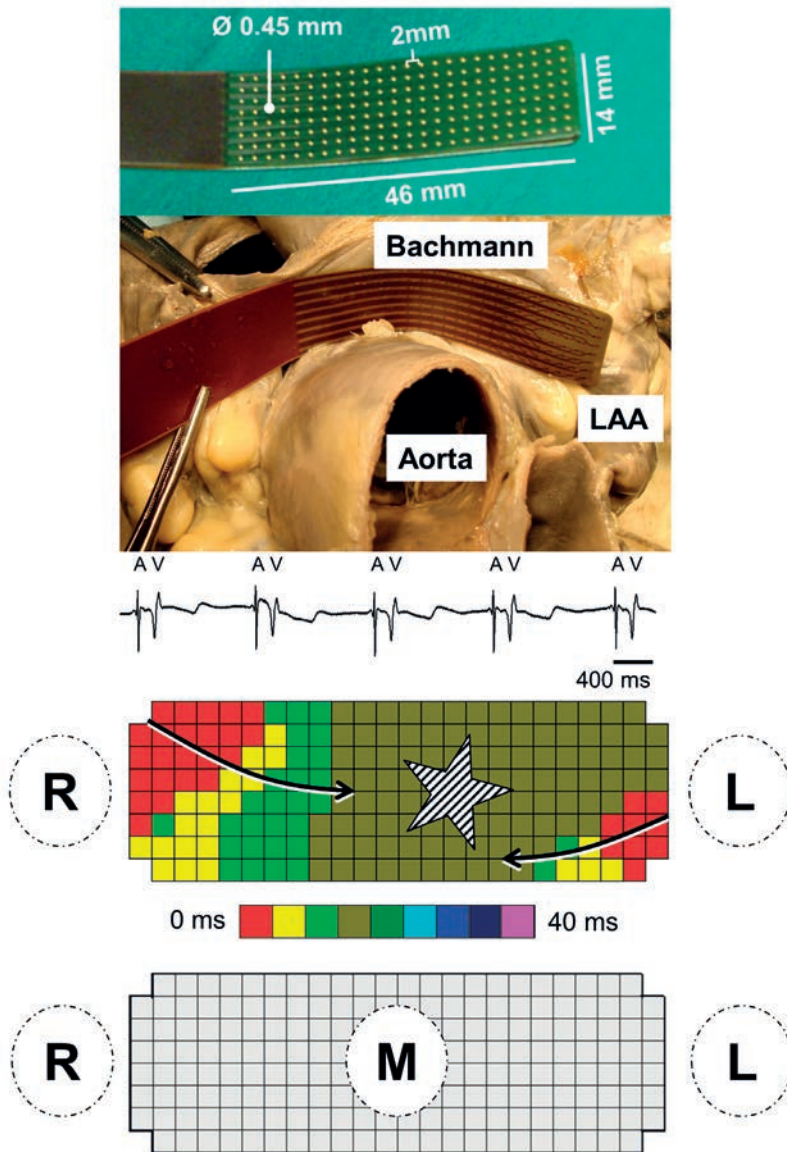 Ø 0.45 mm
2mm
14 mm
46 mm
Bachmann
LAA
Aorta
A V A V A V A V A V
400 ms
R
L
0 ms
40 ms
R
M
L